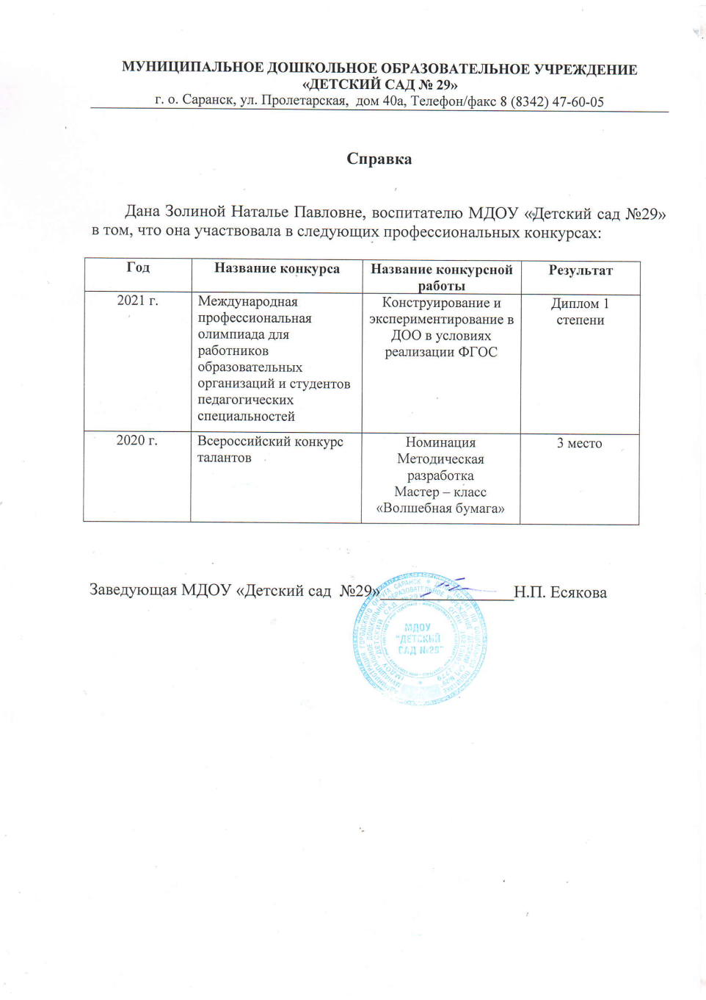 МУНИЦИПАЛЬНОЕ ДОШКОЛЬНОЕ ОБРАЗОВАТЕЛЬНОЕ УЧРЕЖДЕНИЕ
«ДЕТСКИЙ САД № 29»
г. о. Саранск, ул. Пролетарская, дом 40а, Телефон/факс 8 (8342) 47-60-05
Справка
Дана Золиной Наталье Павловне, воспитателю МДОУ «Детский сад №29»
в том, что она участвовала в следующих профессиональных конкурсах:
Год
Название конкурса
Название конкурсной
работы
Результат
2021 г.
Международная
профессиональная
олимпиада для
работников
образовательных
организаций и студентов
педагогических
специальностей
Конструирование и
экспериментирование в
ДОО в условиях
реализации ФГОС
Диплом 1
степени
2020 г.
Всероссийский конкурс
талантов
Номинация
Методическая
разработка
Мастер – класс
«Волшебная бумага»
3 место
Заведующая МДОУ «Детский сад №29»________________Н.П. Есякова
МДОУ
"ДЕТСКЫЙ
САД №29"